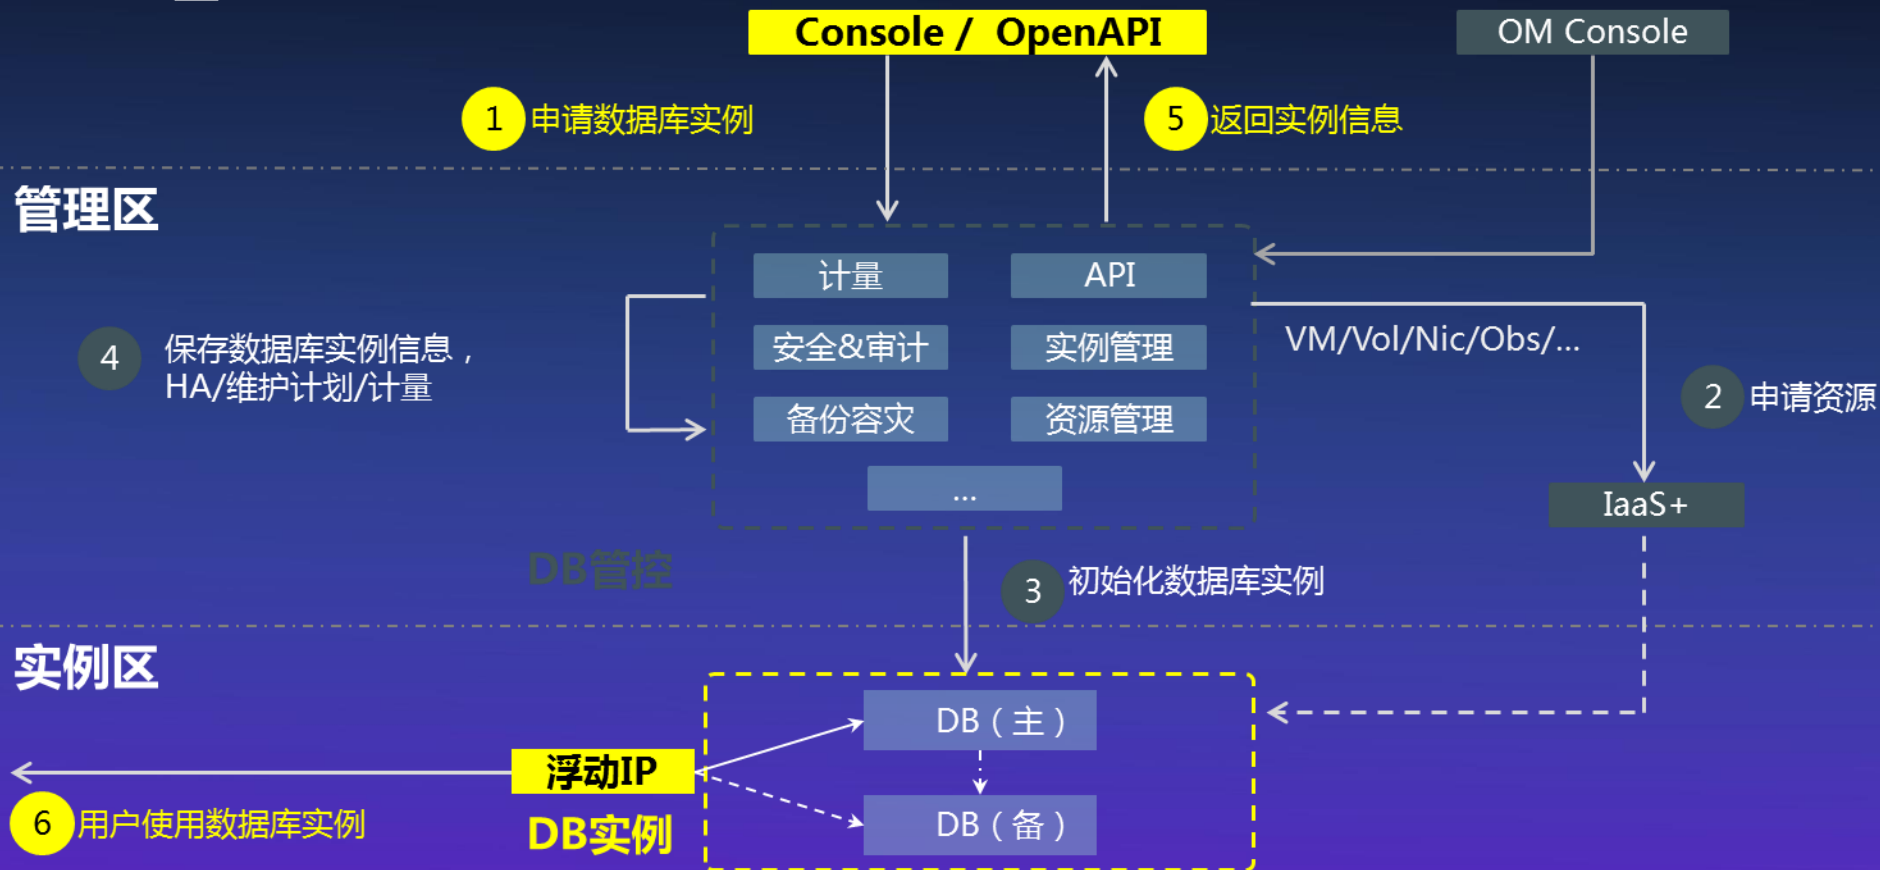 Console / OpenAPI
OM Console
1 申请数据库实例
5 返回实例信息
管理区
计量
API
安全&审计
实例管理
备份容灾
资源管理
...
4 保存数据库实例信息，
HA/维护计划/计量
VM/Vol/Nic/Obs/...
2 申请资源
IaaS+
DB管控
3 初始化数据库实例
实例区
DB（主）
浮动IP
DB（备）
DB实例
6 用户使用数据库实例